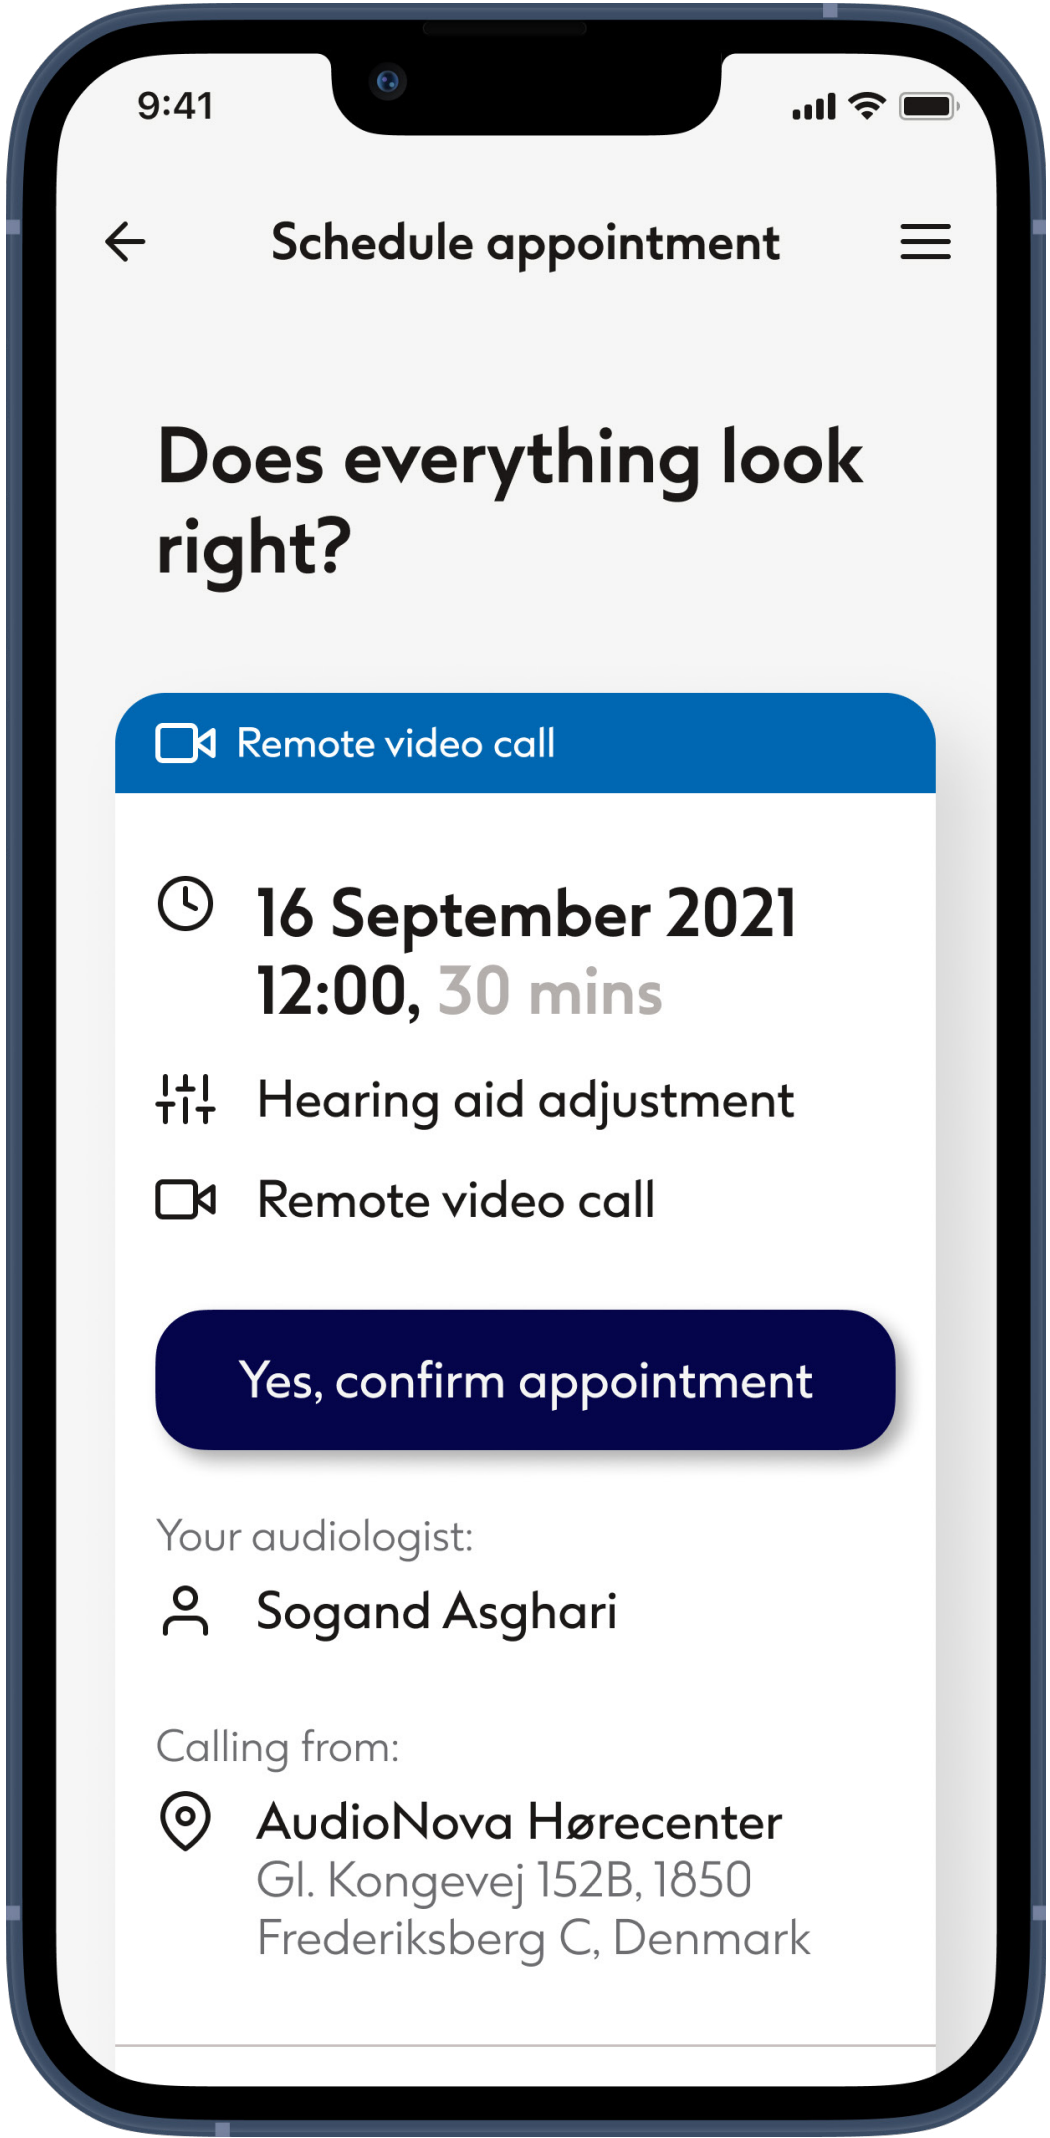 9:41
Schedule appointment
Does everything look
right?
Remote video call
16 September 2021
12:00, 30 mins
Hearing aid adjustment
Remote video call
Yes, confirm appointment
Your audiologist:
Sogand Asghari
Calling from:
AudioNova Hørecenter
Gl. Kongevej 152B, 1850
Frederiksberg C, Denmark